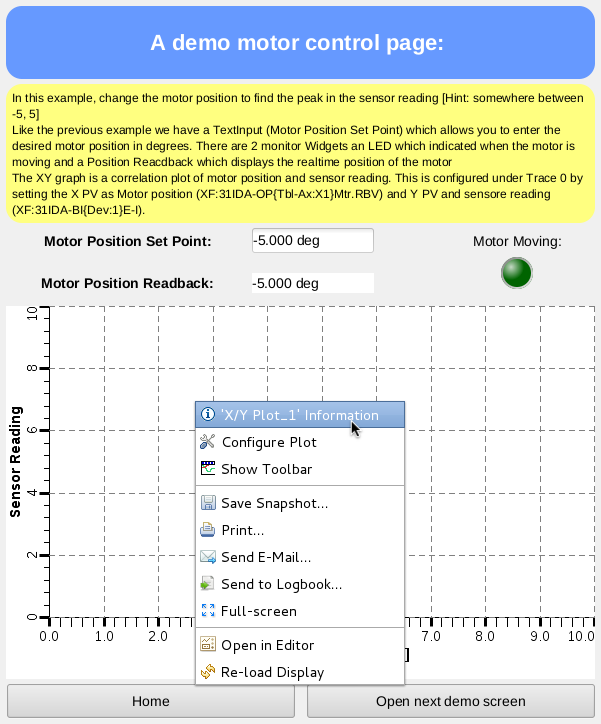 A demo motor control page:
In this example, change the motor position to find the peak in the sensor reading [Hint: somewhere between
-5, 5]
Like the previous example we have a TextInput (Motor Position Set Point) which allows you to enter the
desired motor position in degrees. There are 2 monitor Widgets an LED which indicated when the motor is
moving and a Position Reacdback which displays the realtime position of the motor
The XY graph is a correlation plot of motor position and sensor reading. This is configured under Trace 0 by
setting the X PV as Motor position (XF:31IDA-OP{Tbl-Ax:X1}Mtr.RBV) and Y PV and sensore reading
(XF:31IDA-BI{Dev:1}E-I).
Motor Position Set Point: -5.000 deg Motor Moving:
Motor Position Readback: -5.000 deg
10
8
6
4
2
0
Sensor Reading
'X/Y Plot_1' Information
Configure Plot
Show Toolbar
Save Snapshot...
Print...
Send E-Mail...
Send to Logbook...
Full-screen
Open in Editor
Re-load Display
0.0 1.0 2.0 7.0 8.0 9.0 10.0
]
Home Open next demo screen